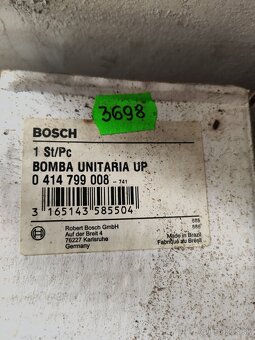 3698
BOSCH
1 St/Pc
BOMBA UNITARIA UP
0 414 799 008 - 741
3 165143 585504
Robert Bosch GmbH
Auf der Breit 4
76227 Karlsruhe
Germany
Made in Brazil
Fabriqué au Brésil